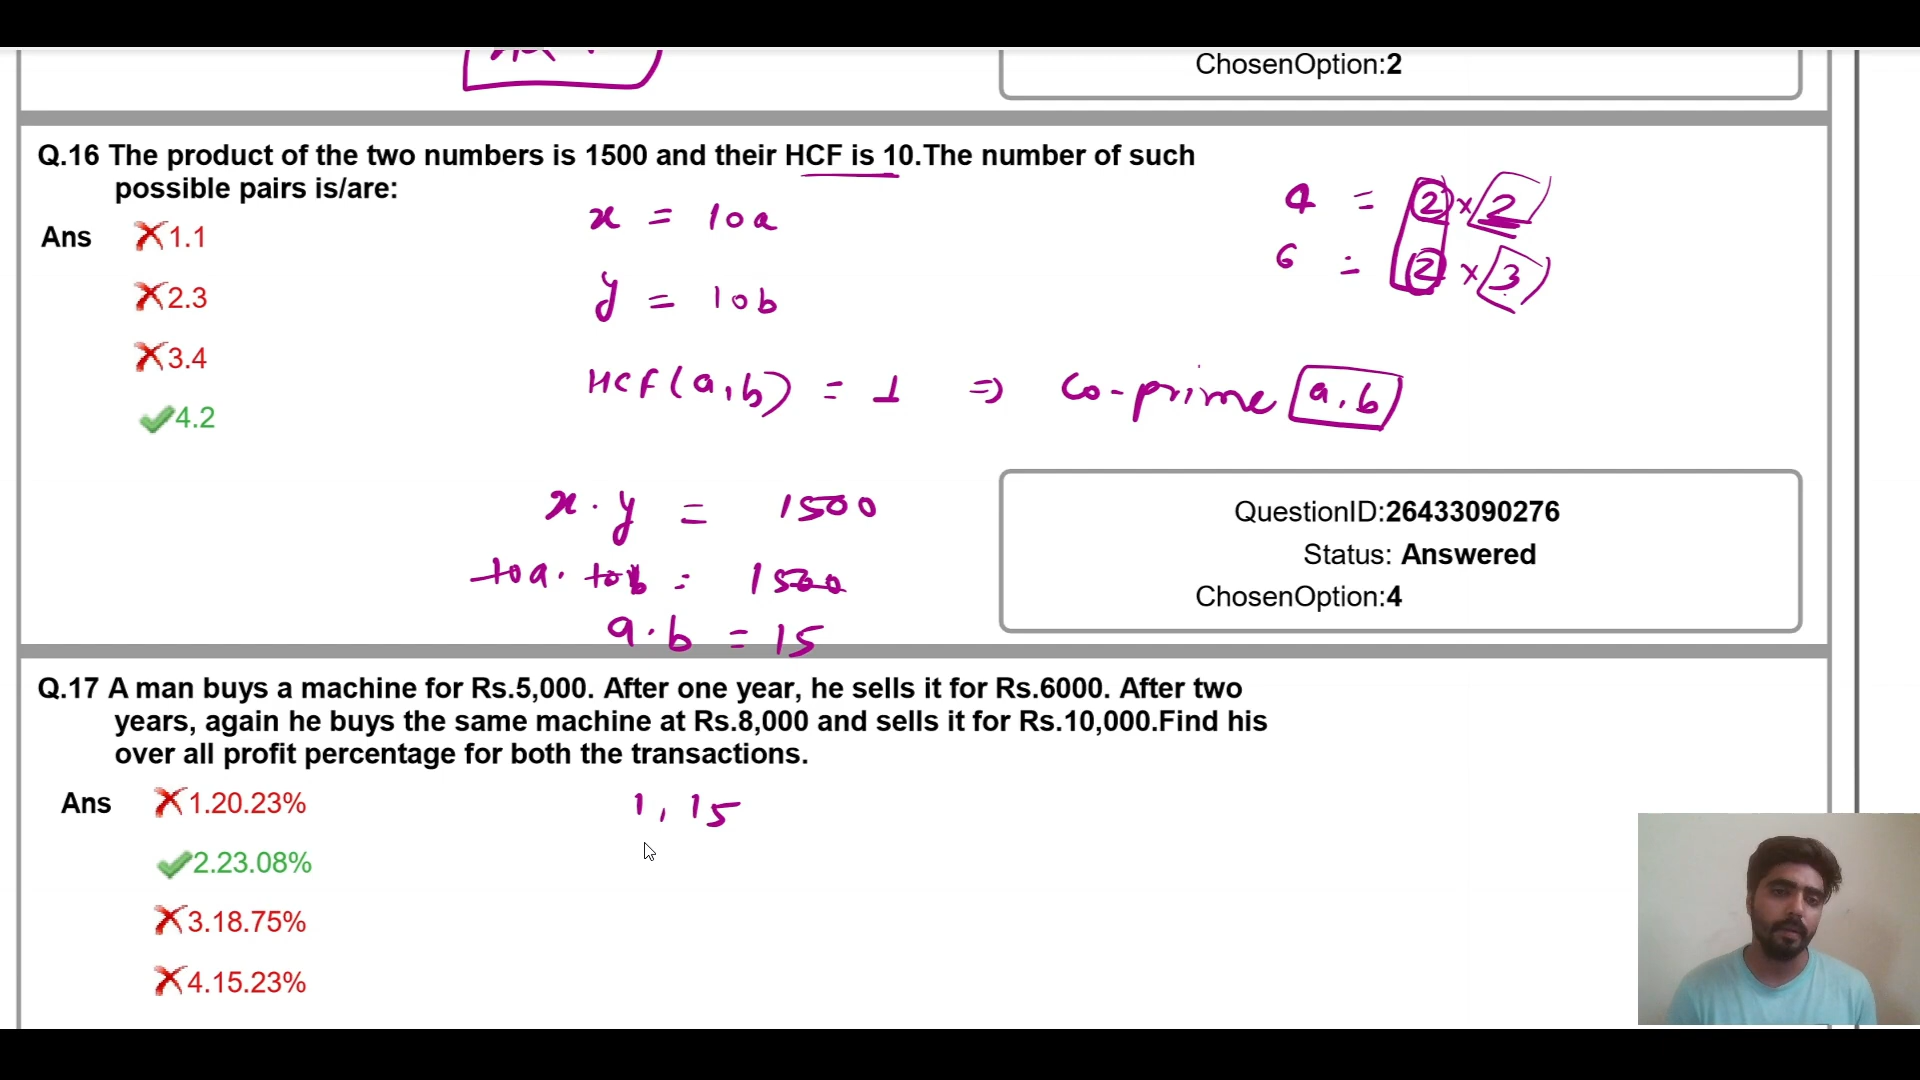 ChosenOption:2
Q.16 The product of the two numbers is 1500 and their HCF is 10.The number of such
possible pairs is/are:
Ans 1.1
2.3
3.4
4.2
x = 10a
y = 10b
HCF(a,b) = 1 => Co-prime a,b
4 = 2 x 2
6 = 2 x 3
x.y = 1500
10a. 10b = 1500
a.b = 15
QuestionID:26433090276
Status: Answered
ChosenOption:4
Q.17 A man buys a machine for Rs.5,000. After one year, he sells it for Rs.6000. After two
years, again he buys the same machine at Rs.8,000 and sells it for Rs.10,000.Find his
over all profit percentage for both the transactions.
Ans 1.20.23%
2.23.08%
3.18.75%
4.15.23%
1, 15